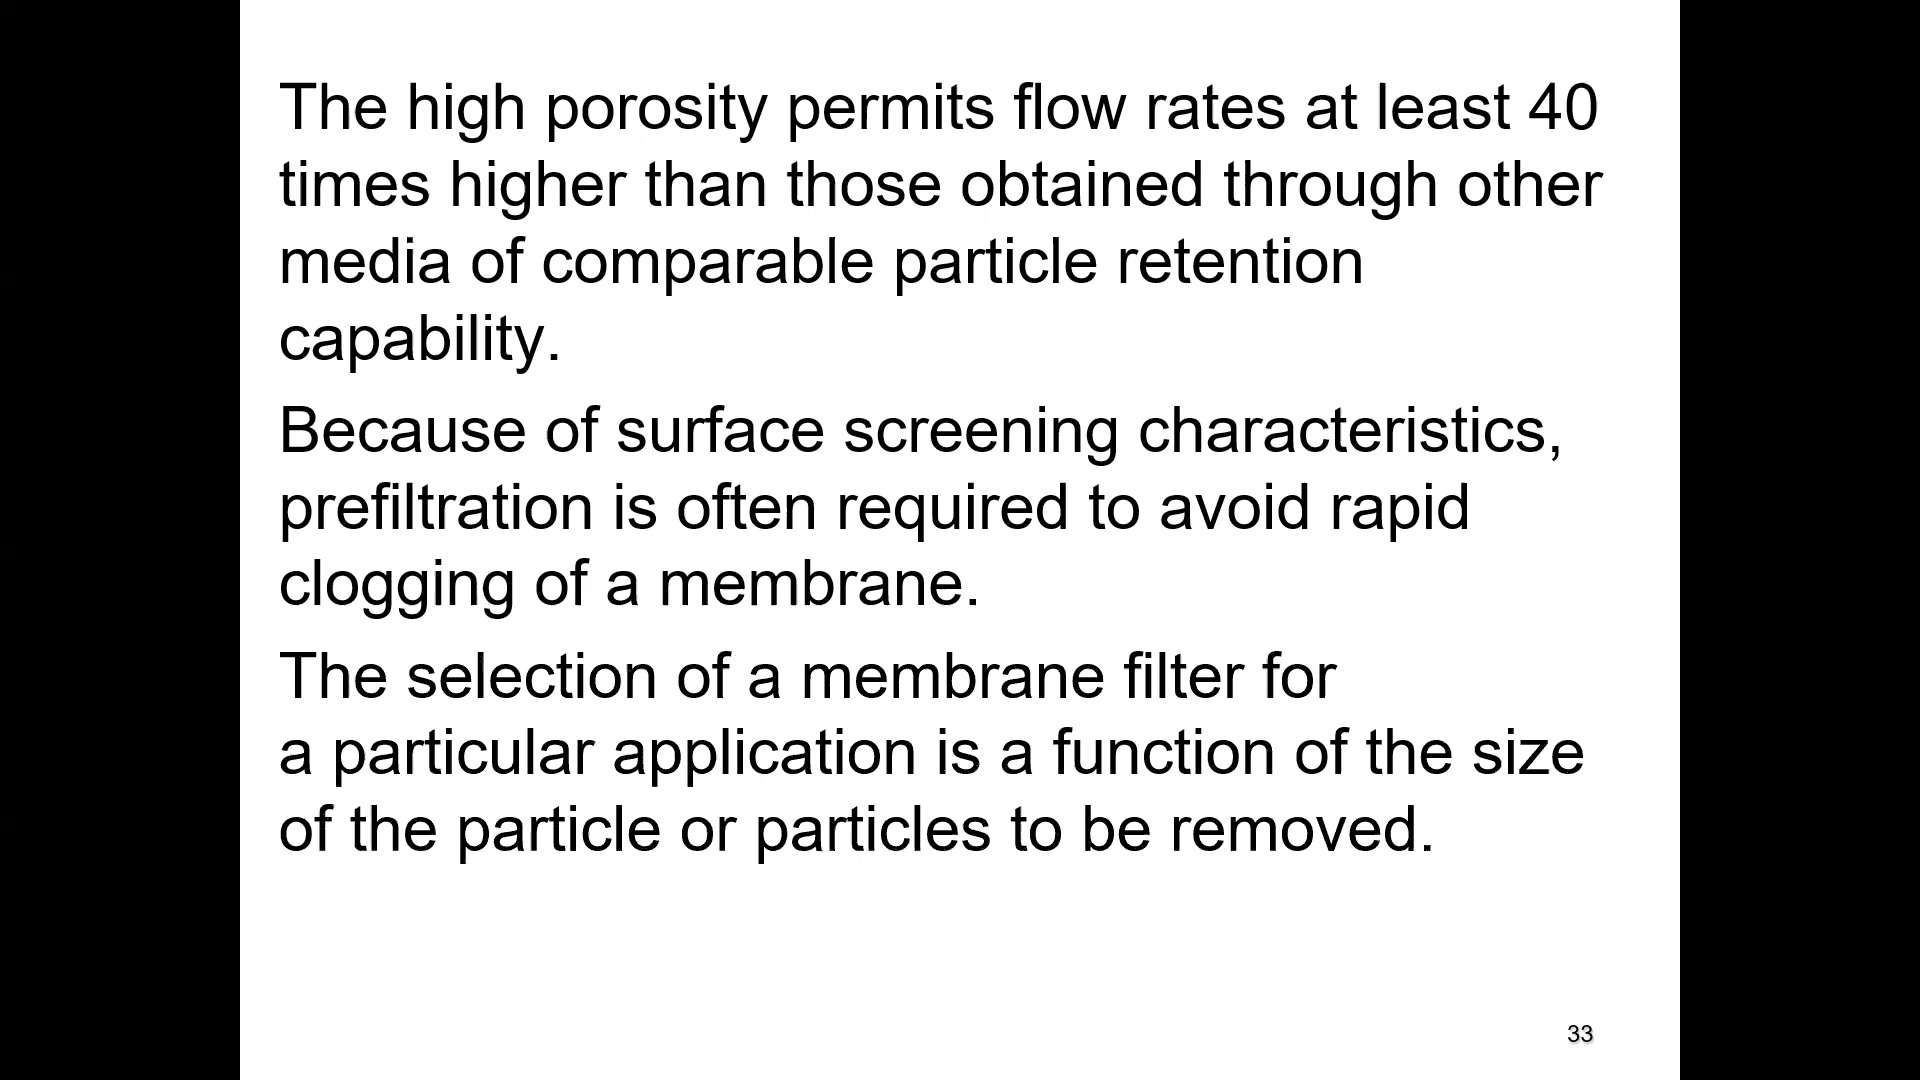 The high porosity permits flow rates at least 40
times higher than those obtained through other
media of comparable particle retention
capability.
Because of surface screening characteristics,
prefiltration is often required to avoid rapid
clogging of a membrane.
The selection of a membrane filter for
a particular application is a function of the size
of the particle or particles to be removed.
33